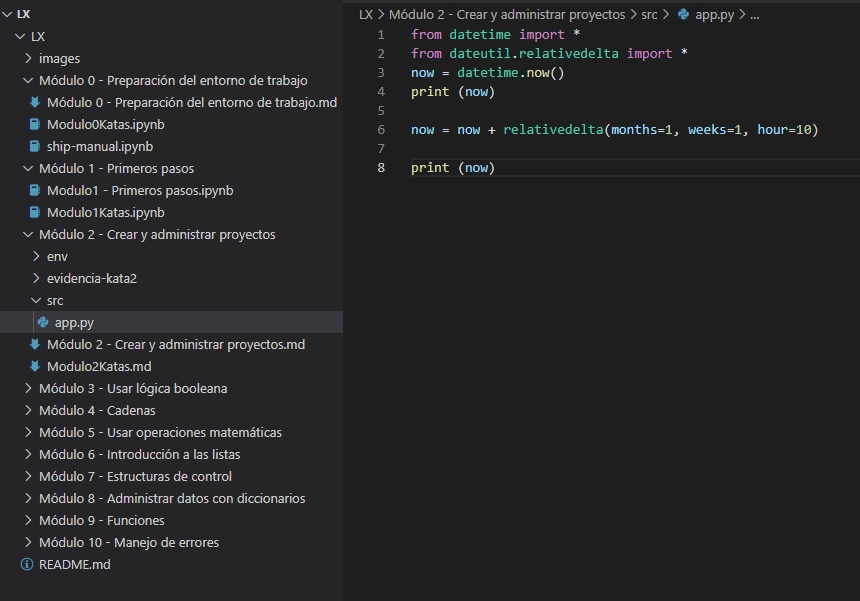 LX
LX
images
Módulo 0 - Preparación del entorno de trabajo
Módulo 0 - Preparación del entorno de trabajo.md
Modulo0Katas.ipynb
ship-manual.ipynb
Módulo 1 - Primeros pasos
Modulo1 - Primeros pasos.ipynb
Modulo1Katas.ipynb
Módulo 2 - Crear y administrar proyectos
env
evidencia-kata2
src
app.py
Módulo 2 - Crear y administrar proyectos.md
Modulo2Katas.md
Módulo 3 - Usar lógica booleana
Módulo 4 - Cadenas
Módulo 5 - Usar operaciones matemáticas
Módulo 6 - Introducción a las listas
Módulo 7 - Estructuras de control
Módulo 8 - Administrar datos con diccionarios
Módulo 9 - Funciones
Módulo 10 - Manejo de errores
README.md
LX > Módulo 2 - Crear y administrar proyectos > src > app.py > ...
1 from datetime import *
2 from dateutil.relativedelta import *
3 now = datetime.now()
4 print (now)
5
6 now = now + relativedelta(months=1, weeks=1, hour=10)
7
8 print (now)